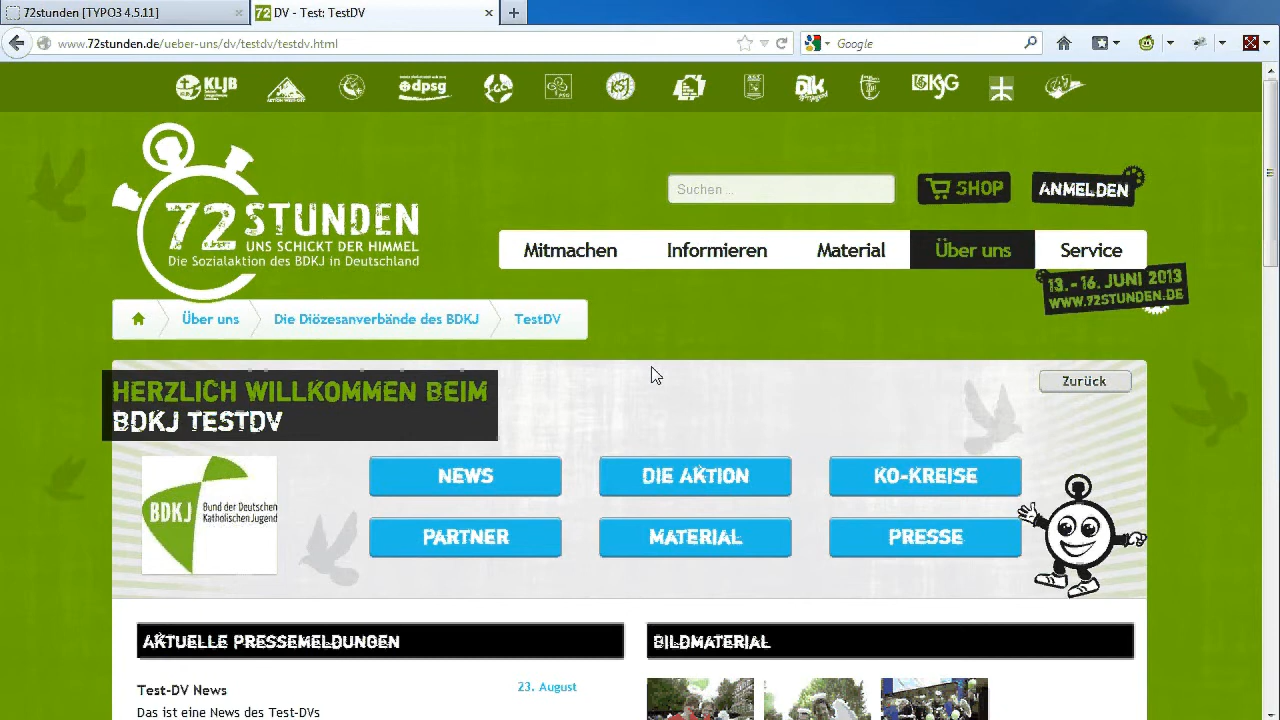 72stunden [TYPO3 4.5.11]
72 DV - Test: TestDV
www.72stunden.de/ueber-uns/dv/testdv/testdv.html
Google
KLJB
dpsg
KjG
72 STUNDEN
UNS SCHICKT DER HIMMEL
Die Sozialaktion des BDKJ in Deutschland
Suchen ...
SHOP
ANMELDEN
Mitmachen
Informieren
Material
Über uns
Service
13. - 16. JUNI 2013
WWW.72STUNDEN.DE
Über uns
Die Diözesanverbände des BDKJ
TestDV
HERZLICH WILLKOMMEN BEIM
BDKJ TESTDV
Zurück
BDKJ
Bund der Deutschen
Katholischen Jugend
NEWS
DIE AKTION
KO-KREISE
PARTNER
MATERIAL
PRESSE
AKTUELLE PRESSEMELDUNGEN
BILDMATERIAL
Test-DV News
23. August
Das ist eine News des Test-DVs